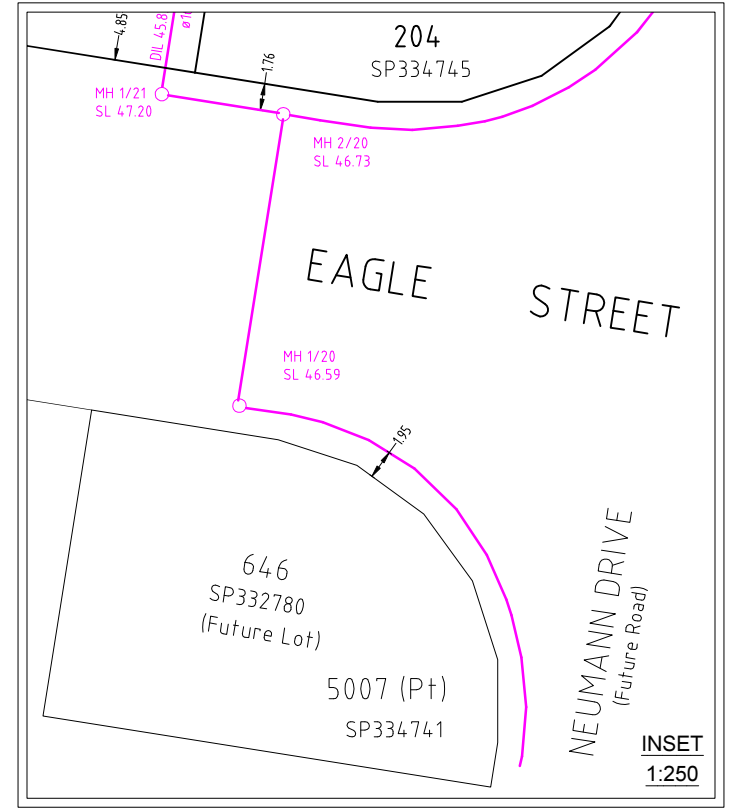 4.85
DIL 45.8
204
SP334745
1.76
MH 1/21
SL 47.20
MH 2/20
SL 46.73
EAGLE STREET
MH 1/20
SL 46.59
1.95
646
SP332780
(Future Lot)
5007 (Pt)
SP334741
NEUMANN DRIVE
(Future Road)
INSET
1:250